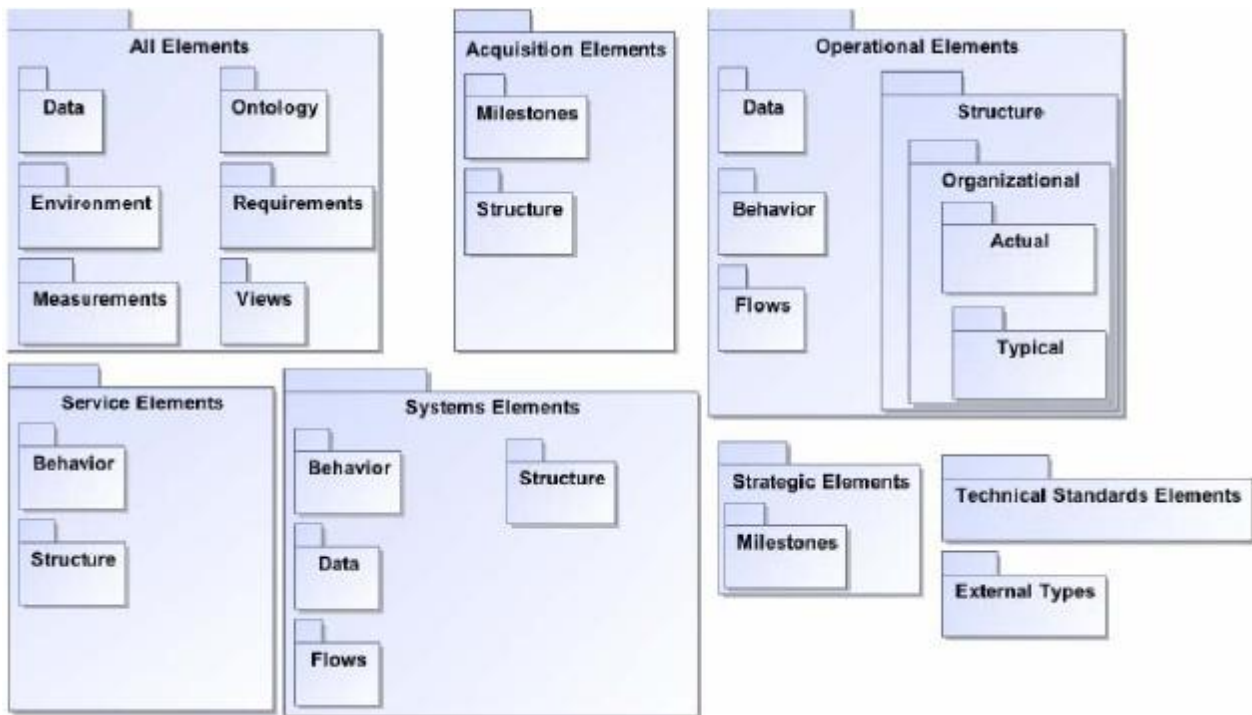 All Elements
Data
Ontology
Environment
Requirements
Measurements
Views
Acquisition Elements
Milestones
Structure
Operational Elements
Data
Behavior
Flows
Structure
Organizational
Actual
Typical
Service Elements
Behavior
Structure
Systems Elements
Behavior
Structure
Data
Flows
Strategic Elements
Milestones
Technical Standards Elements
External Types